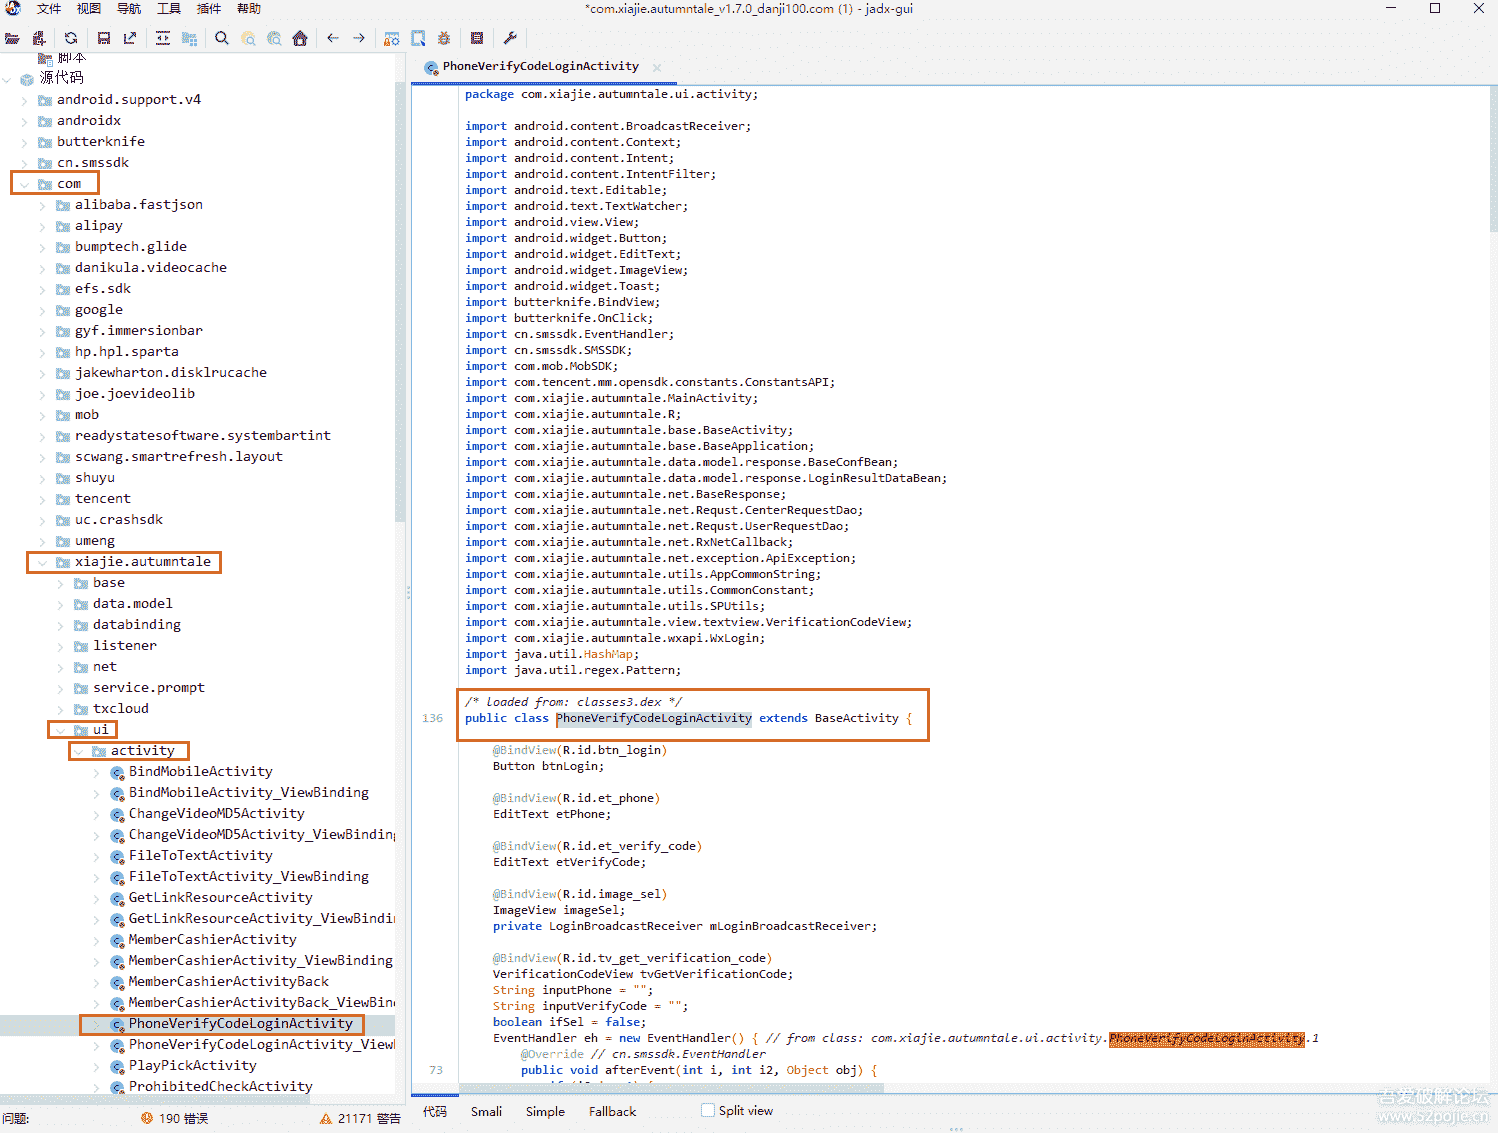 文件 视图 导航 工具 插件 帮助
*com.xiajie.autumntale_v1.7.0_danji100.com (1) - jadx-gui
脚本
源代码
android.support.v4
androidx
butterknife
cn.smssdk
com
alibaba.fastjson
alipay
bumptech.glide
danikula.videocache
efs.sdk
google
gyf.immersionbar
hp.hpl.sparta
jakewharton.disklrucache
joe.joevideolib
mob
readystatesoftware.systembartint
scwang.smartrefresh.layout
shuyu
tencent
uc.crashsdk
umeng
xiajie.autumntale
base
data.model
databinding
listener
net
service.prompt
txcloud
ui
activity
BindMobileActivity
BindMobileActivity_ViewBinding
ChangeVideoMD5Activity
ChangeVideoMD5Activity_ViewBinding
FileToTextActivity
FileToTextActivity_ViewBinding
GetLinkResourceActivity
GetLinkResourceActivity_ViewBindin
MemberCashierActivity
MemberCashierActivity_ViewBinding
MemberCashierActivityBack
MemberCashierActivityBack_ViewBin
PhoneVerifyCodeLoginActivity
PhoneVerifyCodeLoginActivity_View
PlayPickActivity
ProhibitedCheckActivity
问题: 190 错误 21171 警告
PhoneVerifyCodeLoginActivity
package com.xiajie.autumntale.ui.activity;
import android.content.BroadcastReceiver;
import android.content.Context;
import android.content.Intent;
import android.content.IntentFilter;
import android.text.Editable;
import android.text.TextWatcher;
import android.view.View;
import android.widget.Button;
import android.widget.EditText;
import android.widget.ImageView;
import android.widget.Toast;
import butterknife.BindView;
import butterknife.OnClick;
import cn.smssdk.EventHandler;
import cn.smssdk.SMSSDK;
import com.mob.MobSDK;
import com.tencent.mm.opensdk.constants.ConstantsAPI;
import com.xiajie.autumntale.MainActivity;
import com.xiajie.autumntale.R;
import com.xiajie.autumntale.base.BaseActivity;
import com.xiajie.autumntale.base.BaseApplication;
import com.xiajie.autumntale.data.model.response.BaseConfBean;
import com.xiajie.autumntale.data.model.response.LoginResultDataBean;
import com.xiajie.autumntale.net.BaseResponse;
import com.xiajie.autumntale.net.Requst.CenterRequestDao;
import com.xiajie.autumntale.net.Requst.UserRequestDao;
import com.xiajie.autumntale.net.RxNetCallback;
import com.xiajie.autumntale.net.exception.ApiException;
import com.xiajie.autumntale.utils.AppCommonString;
import com.xiajie.autumntale.utils.CommonConstant;
import com.xiajie.autumntale.utils.SPUtils;
import com.xiajie.autumntale.view.textview.VerificationCodeView;
import com.xiajie.autumntale.wxapi.WxLogin;
import java.util.HashMap;
import java.util.regex.Pattern;
/* loaded from: classes3.dex */
136 public class PhoneVerifyCodeLoginActivity extends BaseActivity {
@BindView(R.id.btn_login)
Button btnLogin;
@BindView(R.id.et_phone)
EditText etPhone;
@BindView(R.id.et_verify_code)
EditText etVerifyCode;
@BindView(R.id.image_sel)
ImageView imageSel;
private LoginBroadcastReceiver mLoginBroadcastReceiver;
@BindView(R.id.tv_get_verification_code)
VerificationCodeView tvGetVerificationCode;
String inputPhone = "";
String inputVerifyCode = "";
boolean ifSel = false;
EventHandler eh = new EventHandler() { // from class: com.xiajie.autumntale.ui.activity.PhoneVerifyCodeLoginActivity.1
@Override // cn.smssdk.EventHandler
73 public void afterEvent(int i, int i2, Object obj) {
代码 Smali Simple Fallback Split view
吾爱破解论坛
www.52pojie.cn